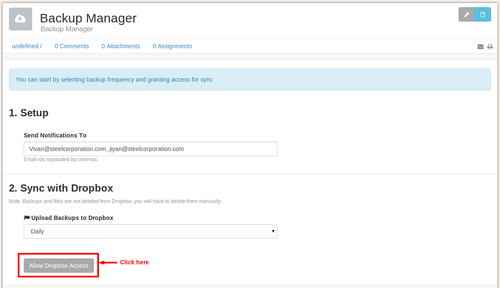 Backup Manager
Backup Manager
undefined / 0 Comments 0 Attachments 0 Assignments
You can start by selecting backup frequency and granting access for sync
1. Setup
Send Notifications To
Vivan@steelcorporation.com, jiyan@steelcorporation.com
Email ids separated by commas.
2. Sync with Dropbox
Note: Backups and files are not deleted from Dropbox, you will have to delete them manually.
Upload Backups to Dropbox
Daily
Allow Dropbox Access Click here